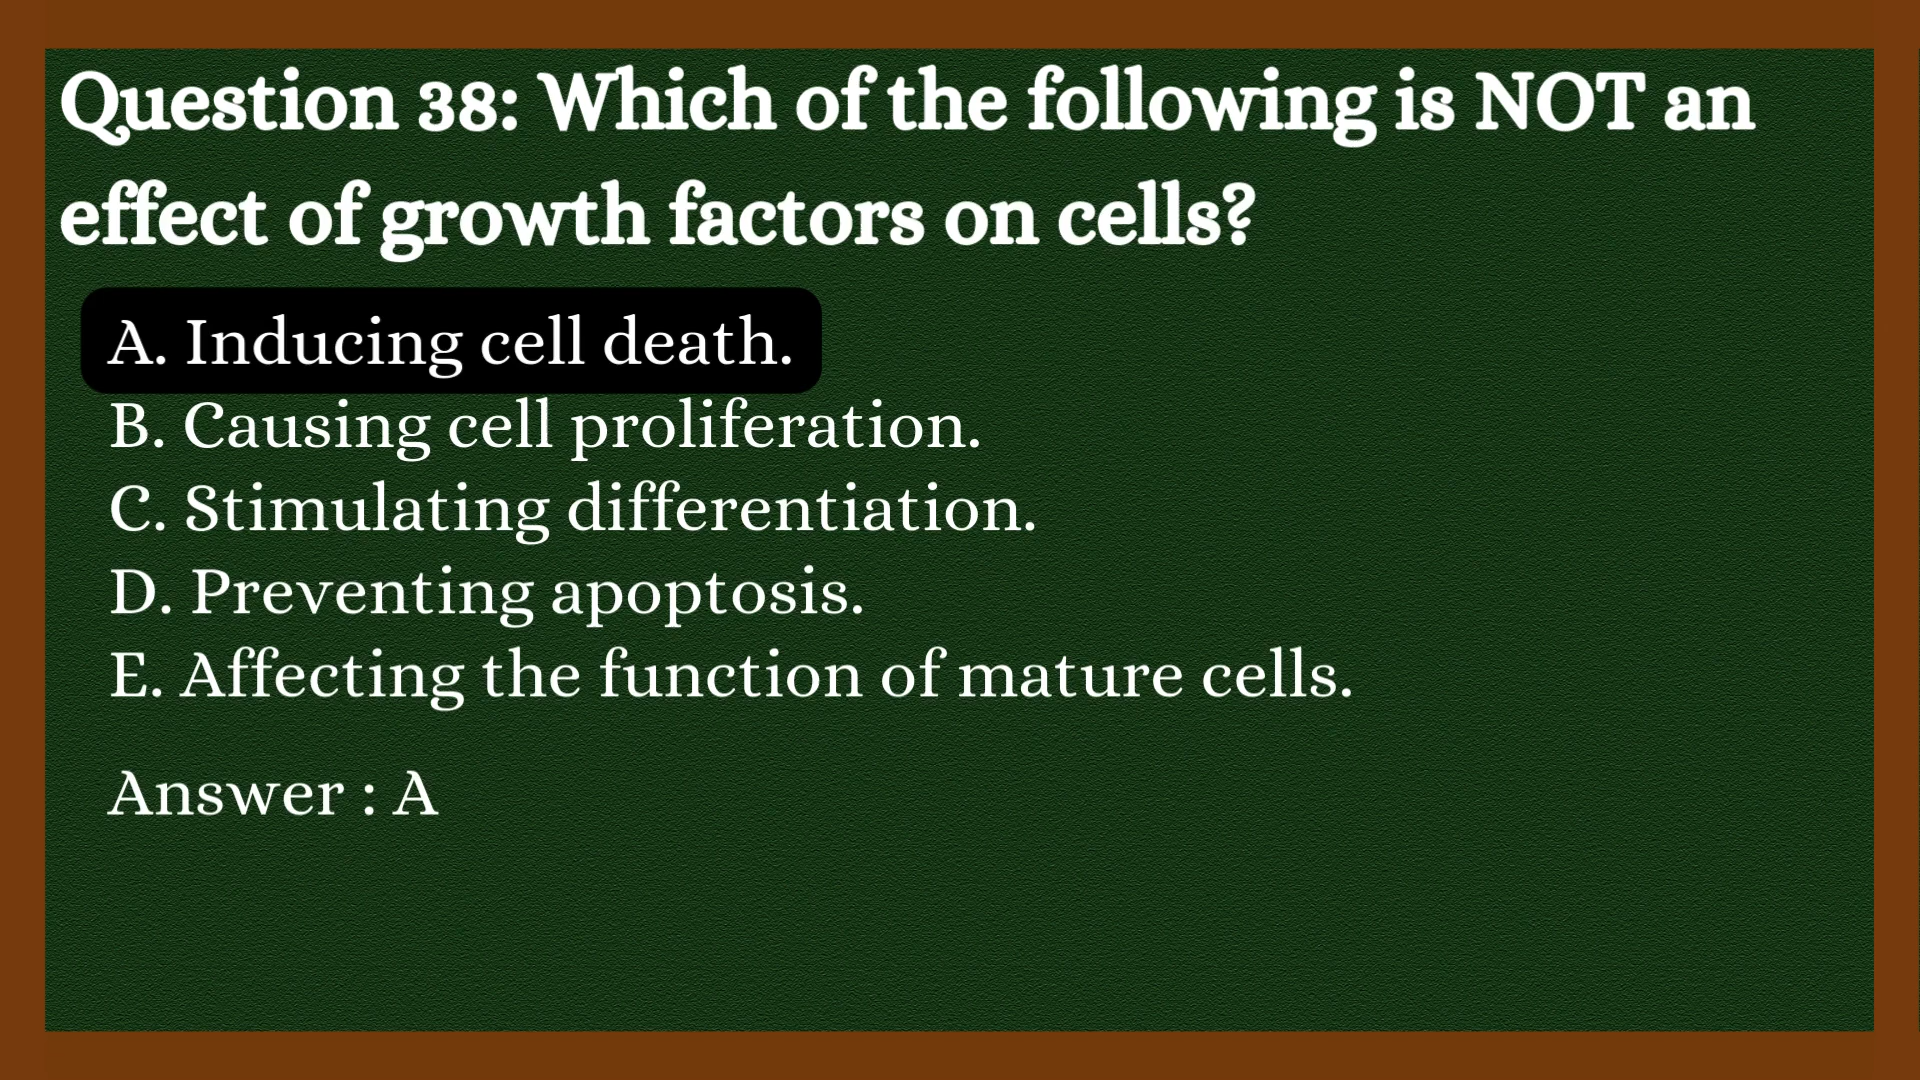 Question 38: Which of the following is NOT an
effect of growth factors on cells?
A. Inducing cell death.
B. Causing cell proliferation.
C. Stimulating differentiation.
D. Preventing apoptosis.
E. Affecting the function of mature cells.
Answer : A